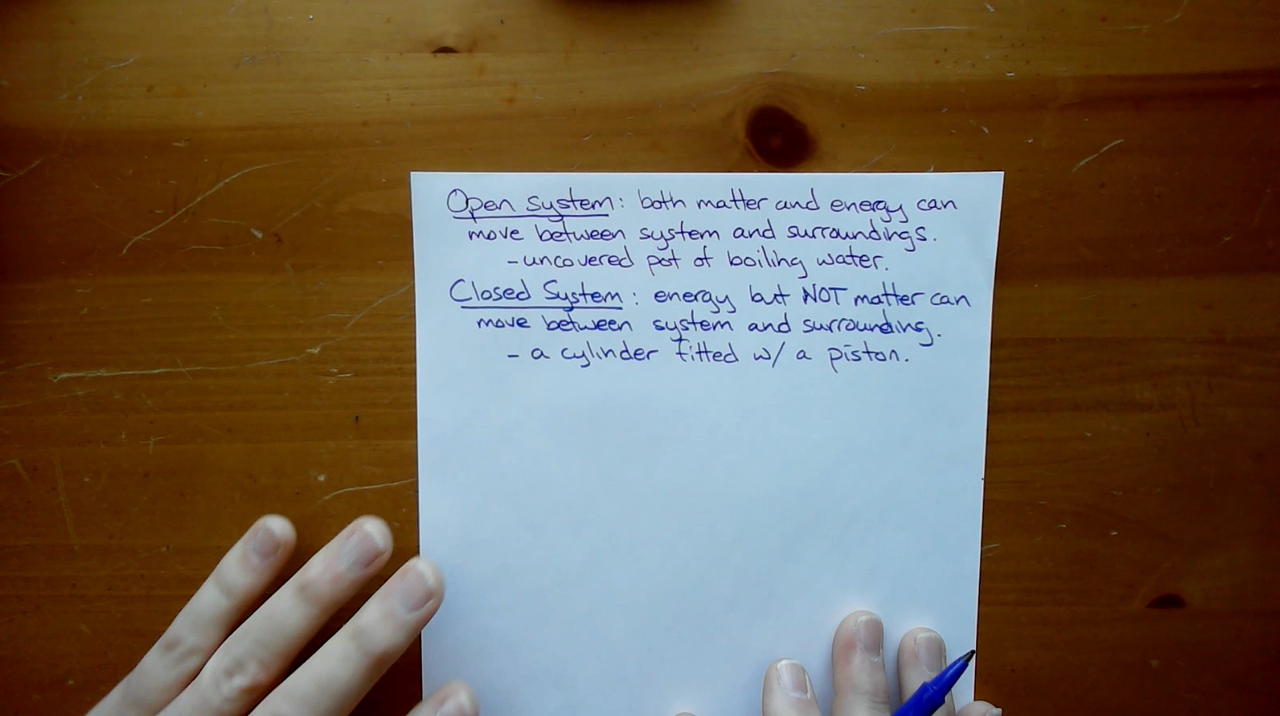 Open system: both matter and energy can
move between system and surroundings.
- uncovered pot of boiling water.
Closed System: energy but NOT matter can
move between system and surrounding.
- a cylinder fitted w/ a piston.